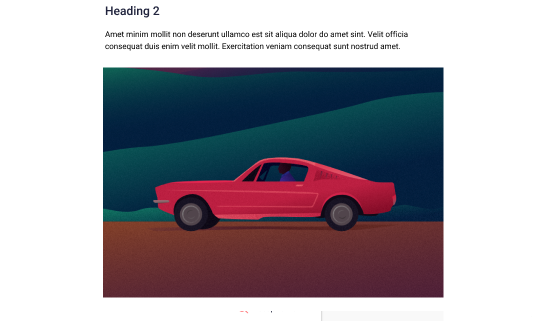 Heading 2
Amet minim mollit non deserunt ullamco est sit aliqua dolor do amet sint. Velit officia
consequat duis enim velit mollit. Exercitation veniam consequat sunt nostrud amet.